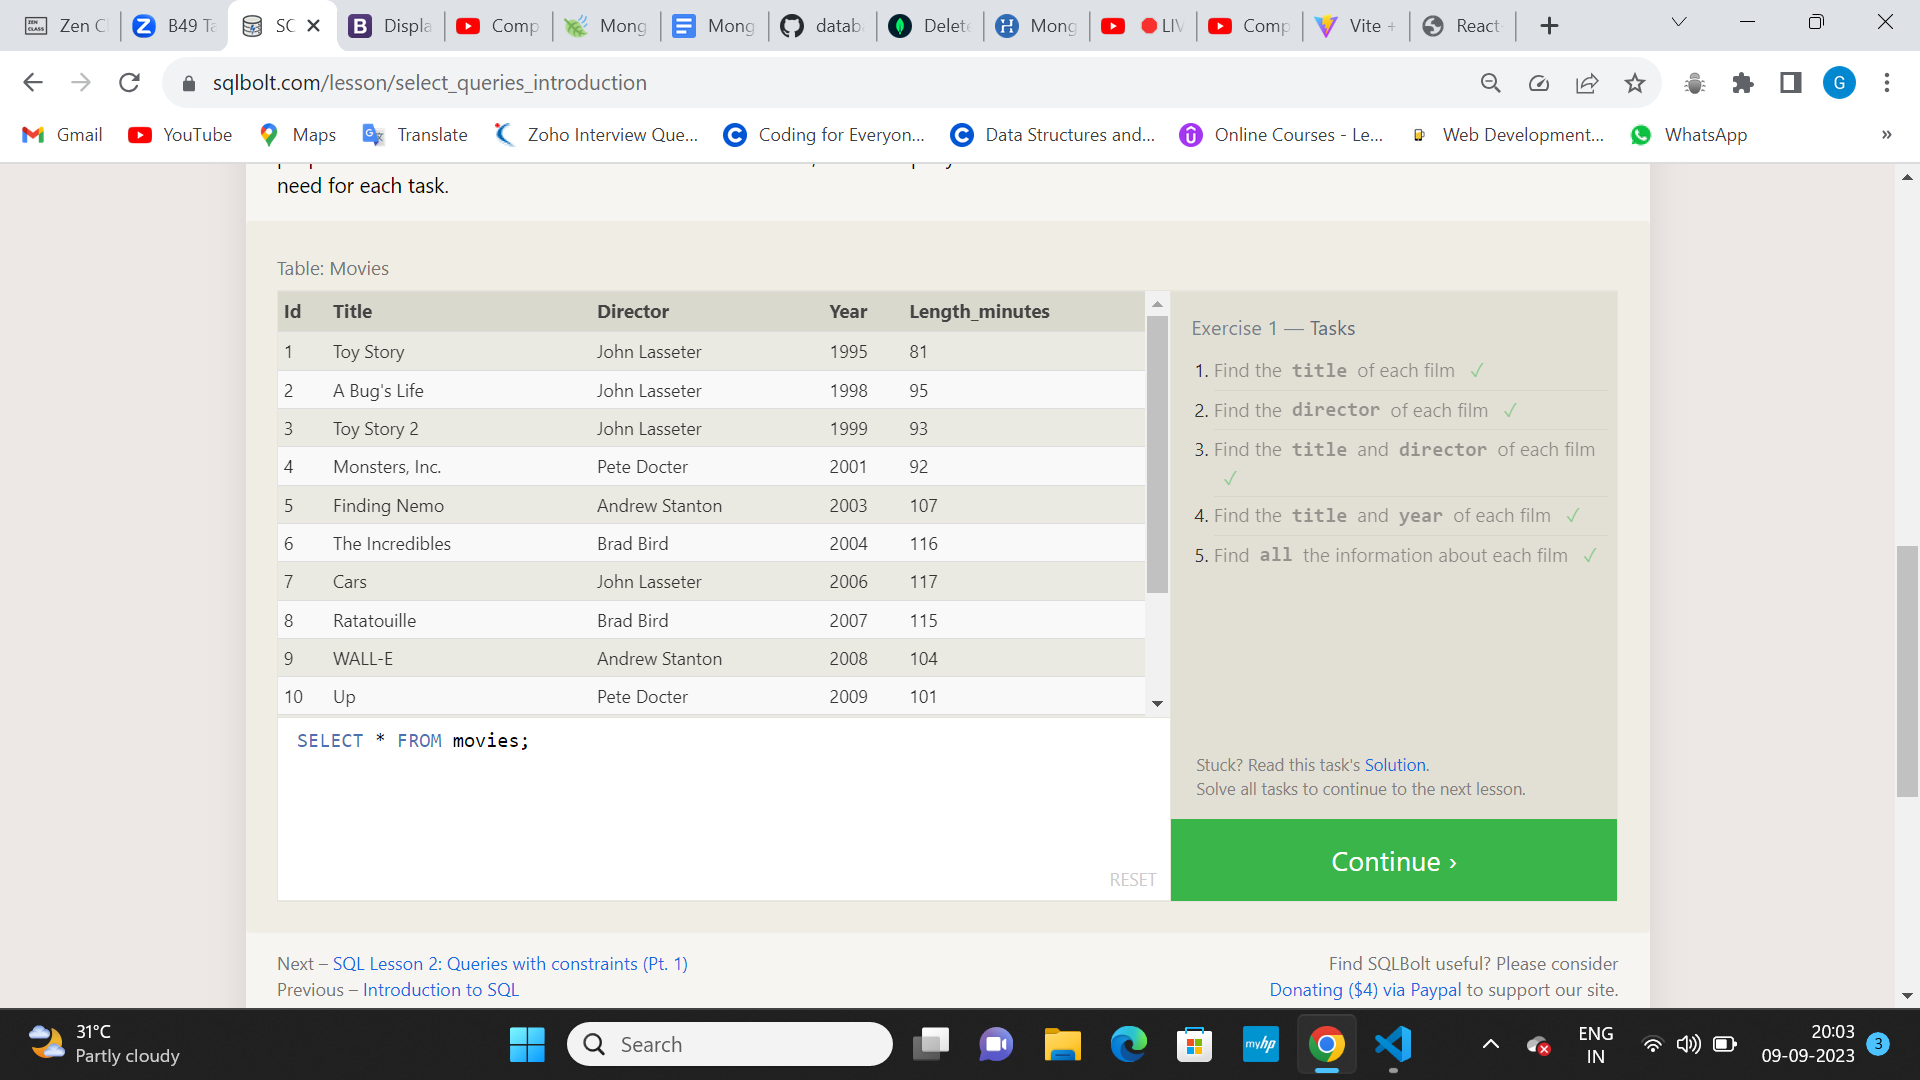 Zen Cl
B49 Ta
SC
Displa
Comp
Mong
Mong
databa
Delete
Mong
LIV
Comp
Vite +
React
sqlbolt.com/lesson/select_queries_introduction
G
Gmail
YouTube
Maps
Translate
Zoho Interview Que...
Coding for Everyon...
Data Structures and...
Online Courses - Le...
Web Development...
WhatsApp
»
need for each task.
Table: Movies
Id Title Director Year Length_minutes
1 Toy Story John Lasseter 1995 81
2 A Bug's Life John Lasseter 1998 95
3 Toy Story 2 John Lasseter 1999 93
4 Monsters, Inc. Pete Docter 2001 92
5 Finding Nemo Andrew Stanton 2003 107
6 The Incredibles Brad Bird 2004 116
7 Cars John Lasseter 2006 117
8 Ratatouille Brad Bird 2007 115
9 WALL-E Andrew Stanton 2008 104
10 Up Pete Docter 2009 101
SELECT * FROM movies;
RESET
Exercise 1 — Tasks
1. Find the title of each film ✓
2. Find the director of each film ✓
3. Find the title and director of each film
✓
4. Find the title and year of each film ✓
5. Find all the information about each film ✓
Stuck? Read this task's Solution.
Solve all tasks to continue to the next lesson.
Continue ›
Next – SQL Lesson 2: Queries with constraints (Pt. 1)
Previous – Introduction to SQL
Find SQLBolt useful? Please consider
Donating ($4) via Paypal to support our site.
31°C
Partly cloudy
Search
myhp
ENG
IN
20:03
09-09-2023
3